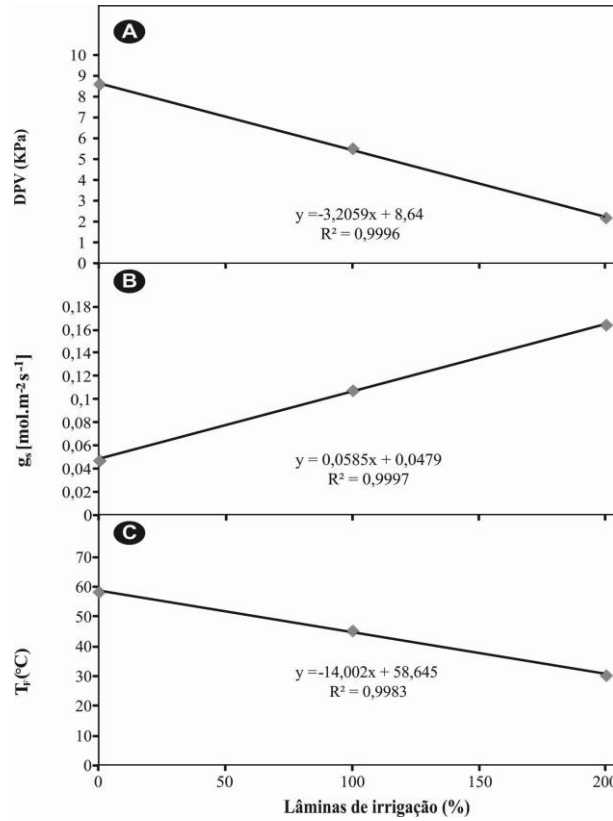 A
10
9
8
7
6
5
4
3
2
1
0
DPV (KPa)
y =-3,2059x + 8,64
R² = 0,9996
B
0,18
0,16
0,14
0,12
0,1
0,08
0,06
0,04
0,02
0
gs [mol.m-2 s-1]
y = 0,0585x + 0,0479
R² = 0,9997
C
70
60
50
40
30
20
10
0
TF(°C)
y =-14,002x + 58,645
R² = 0,9983
0 50 100 150 200
Lâminas de irrigação (%)